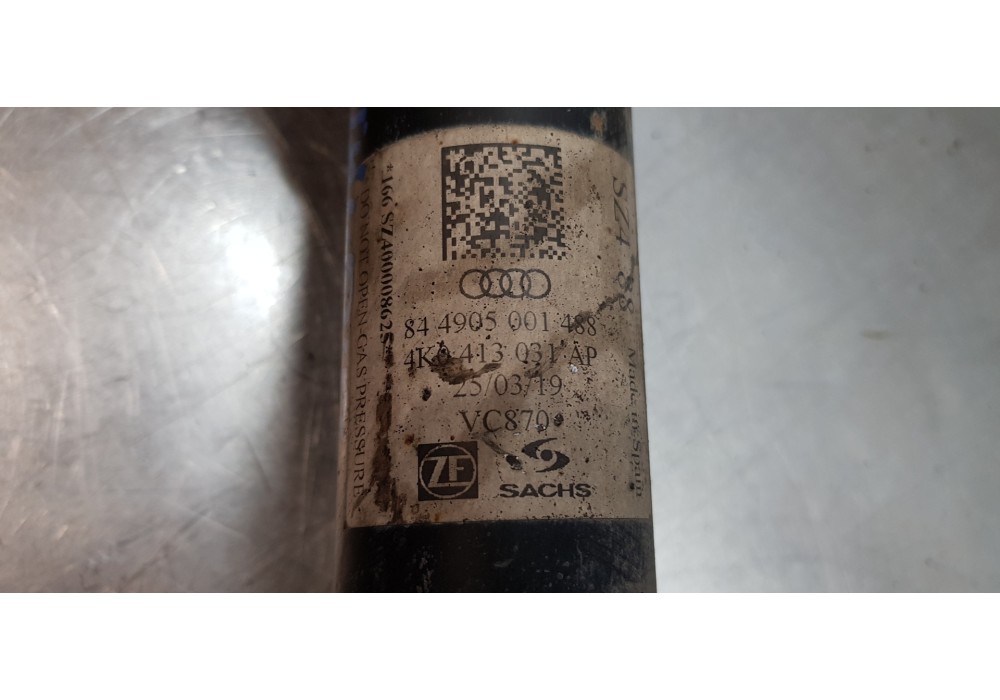 84 4905 001 488
4K0 413 031 AP
25/03/19
VC870
ZF
SACHS
DO NOT OPEN-GAS PRESSURE
Made in Spain